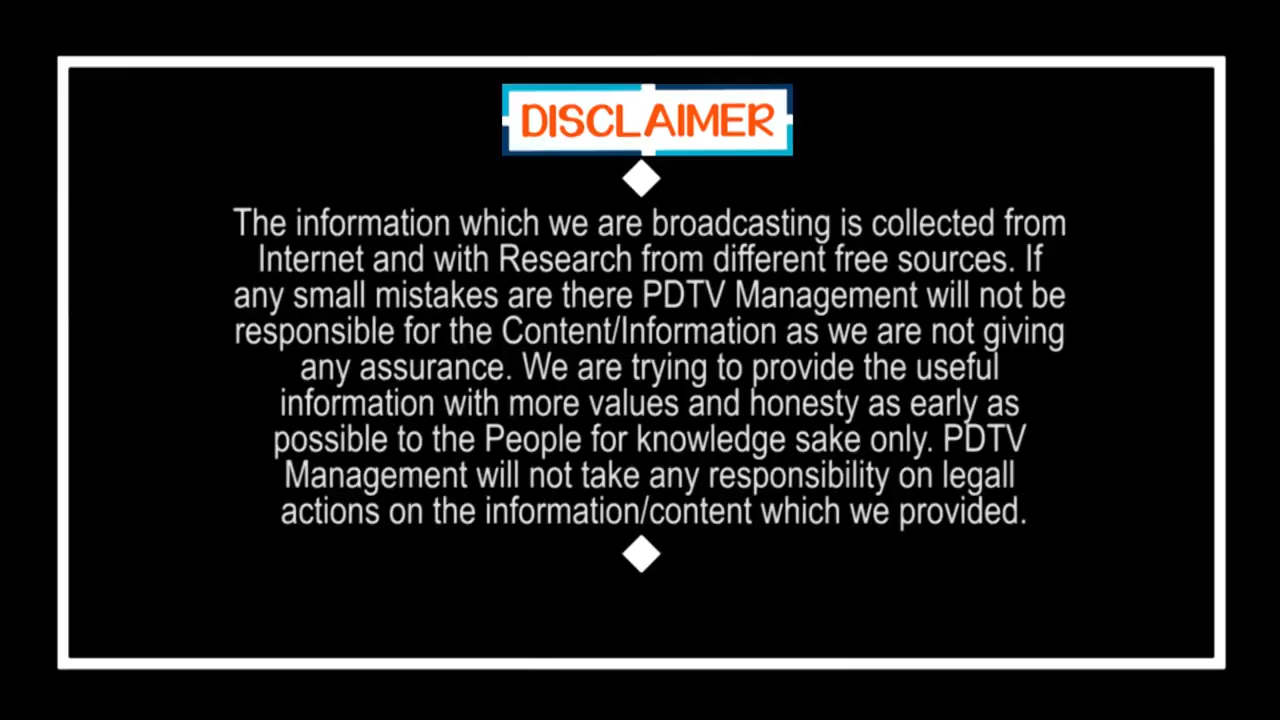 DISCLAIMER
The information which we are broadcasting is collected from
Internet and with Research from different free sources. If
any small mistakes are there PDTV Management will not be
responsible for the Content/Information as we are not giving
any assurance. We are trying to provide the useful
information with more values and honesty as early as
possible to the People for knowledge sake only. PDTV
Management will not take any responsibility on legall
actions on the information/content which we provided.